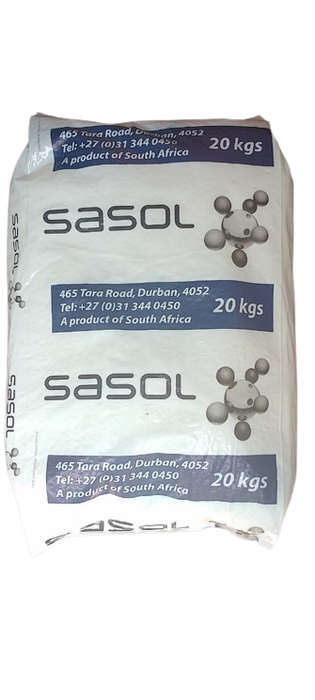 465 Tara Road, Durban, 4052
Tel: +27 (0)31 344 0450
A product of South Africa
20 kgs
sasol
sasol
465 Tara Road, Durban, 4052
Tel: +27 (0)31 344 0450
A product of South Africa
20 kgs
sasol
sasol
465 Tara Road, Durban, 4052
Tel: +27 (0)31 344 0450
A product of South Africa
20 kgs
sasol